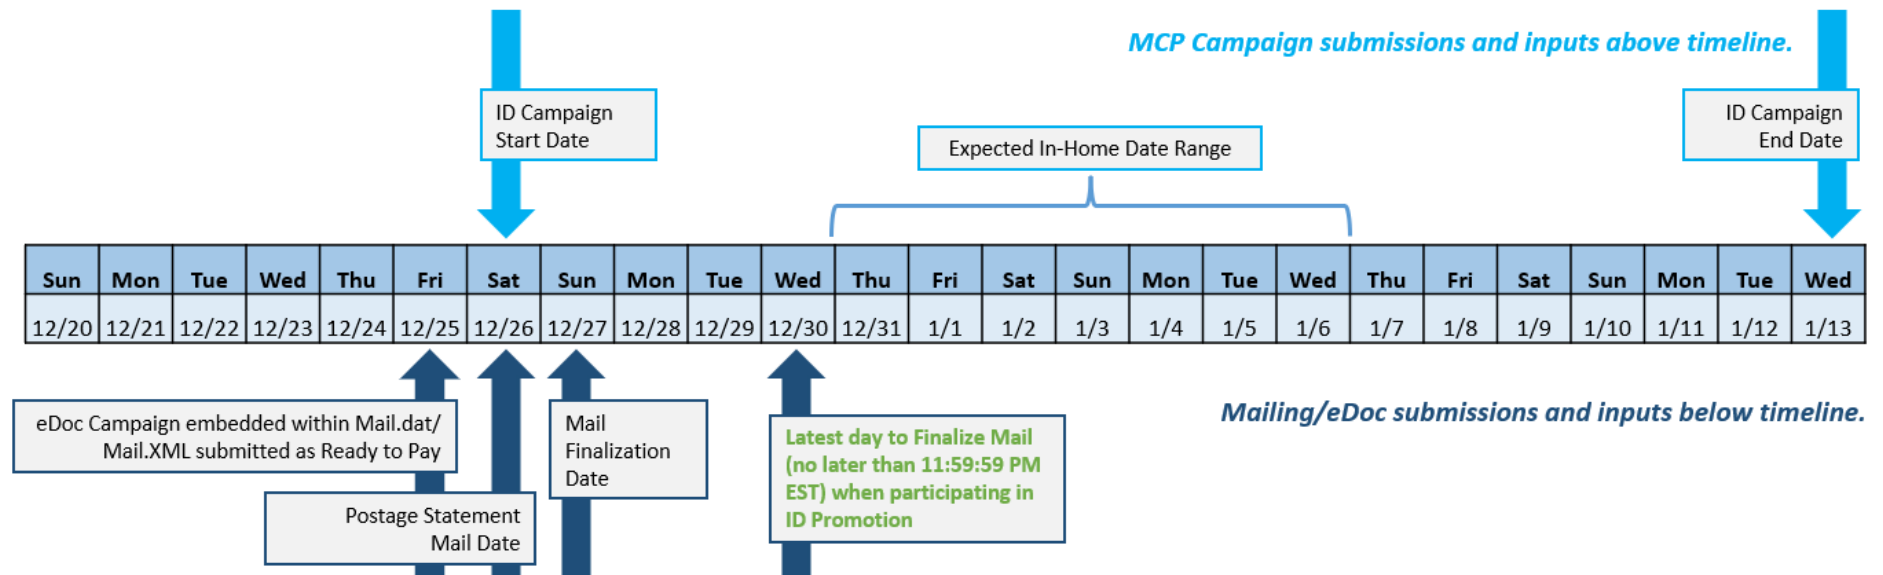 MCP Campaign submissions and inputs above timeline.
ID Campaign
Start Date
Expected In-Home Date Range
ID Campaign
End Date
Sun Mon Tue Wed Thu Fri Sat Sun Mon Tue Wed Thu Fri Sat Sun Mon Tue Wed Thu Fri Sat Sun Mon Tue Wed
12/20 12/21 12/22 12/23 12/24 12/25 12/26 12/27 12/28 12/29 12/30 12/31 1/1 1/2 1/3 1/4 1/5 1/6 1/7 1/8 1/9 1/10 1/11 1/12 1/13
eDoc Campaign embedded within Mail.dat/
Mail.XML submitted as Ready to Pay
Postage Statement
Mail Date
Mail
Finalization
Date
Latest day to Finalize Mail
(no later than 11:59:59 PM
EST) when participating in
ID Promotion
Mailing/eDoc submissions and inputs below timeline.